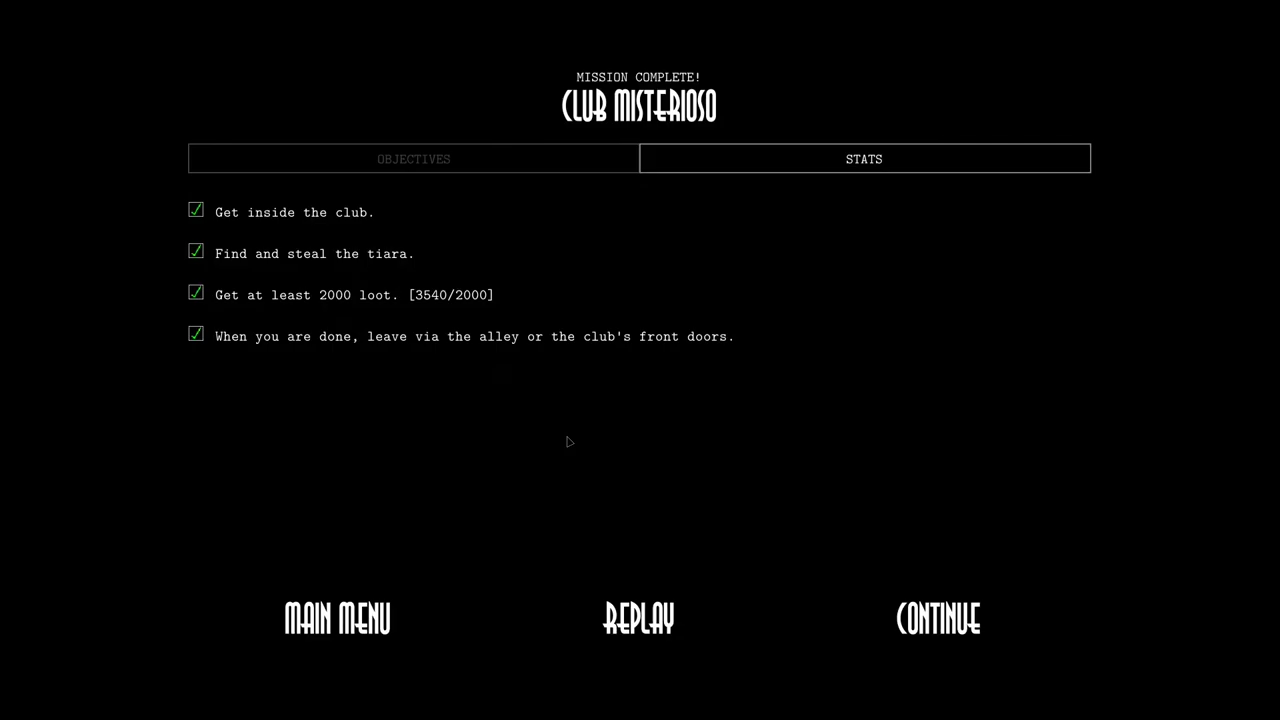 MISSION COMPLETE!
CLUB MISTERIOSO
OBJECTIVES
STATS
Get inside the club.
Find and steal the tiara.
Get at least 2000 loot. [3540/2000]
When you are done, leave via the alley or the club's front doors.
MAIN MENU
REPLAY
CONTINUE